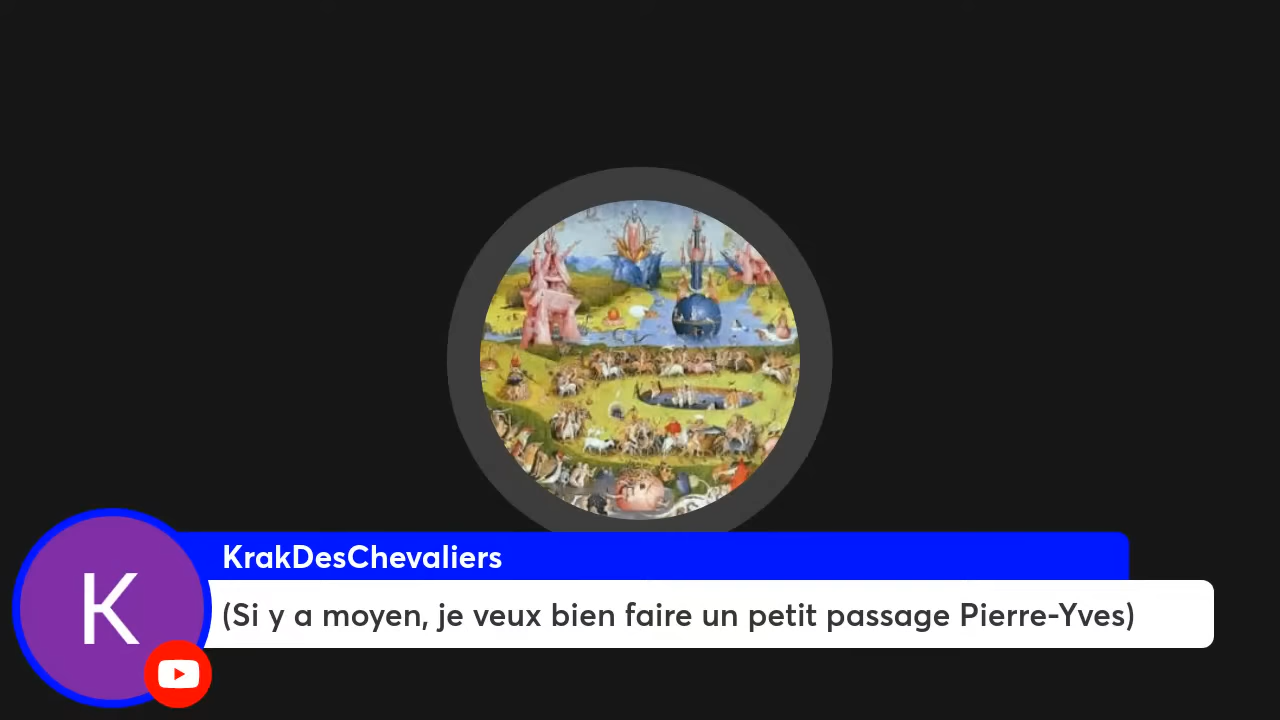 KrakDesChevaliers
K
(Si y a moyen, je veux bien faire un petit passage Pierre-Yves)